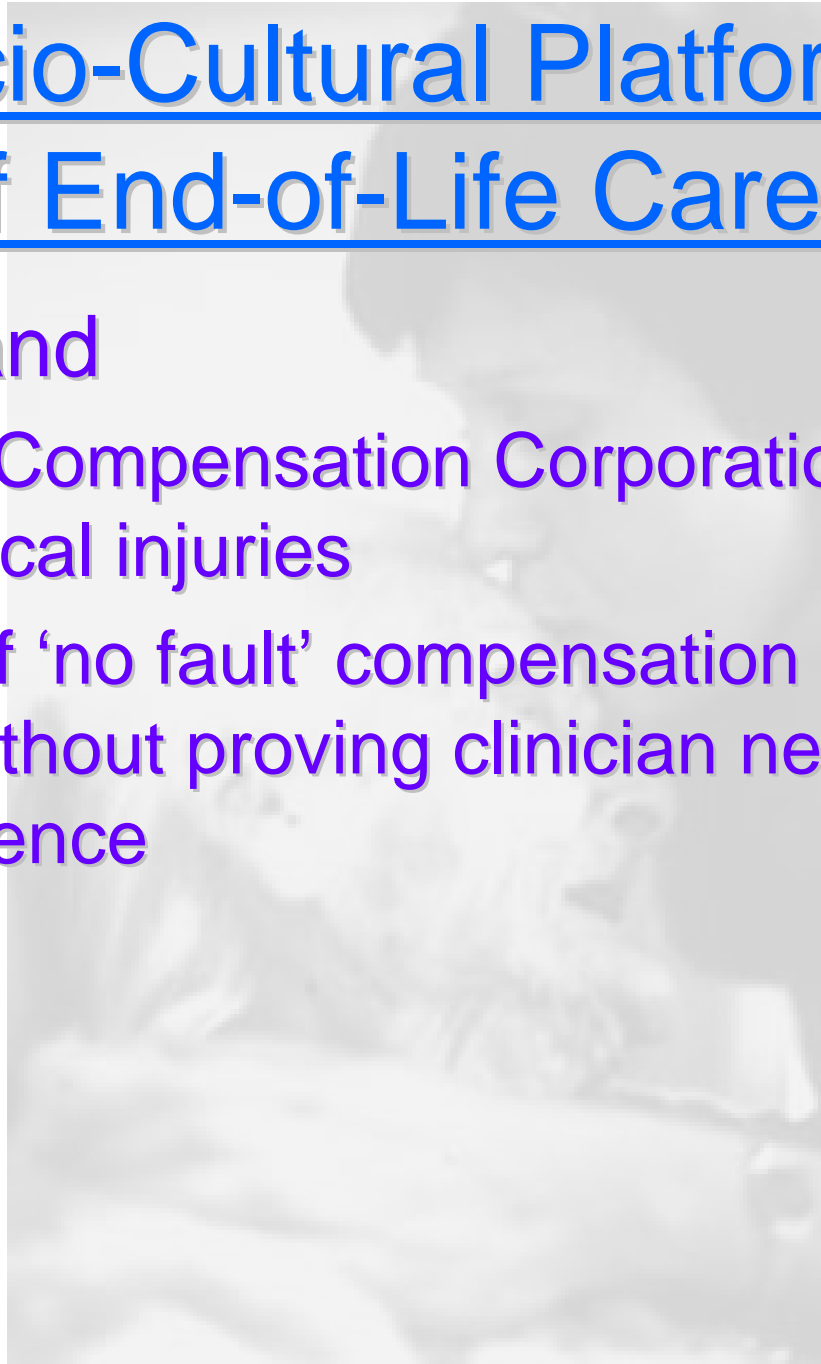 cio-Cultural Platfor
f End-of-Life Care
and
Compensation Corporatio
cal injuries
f ‘no fault’ compensation
thout proving clinician ne
ence